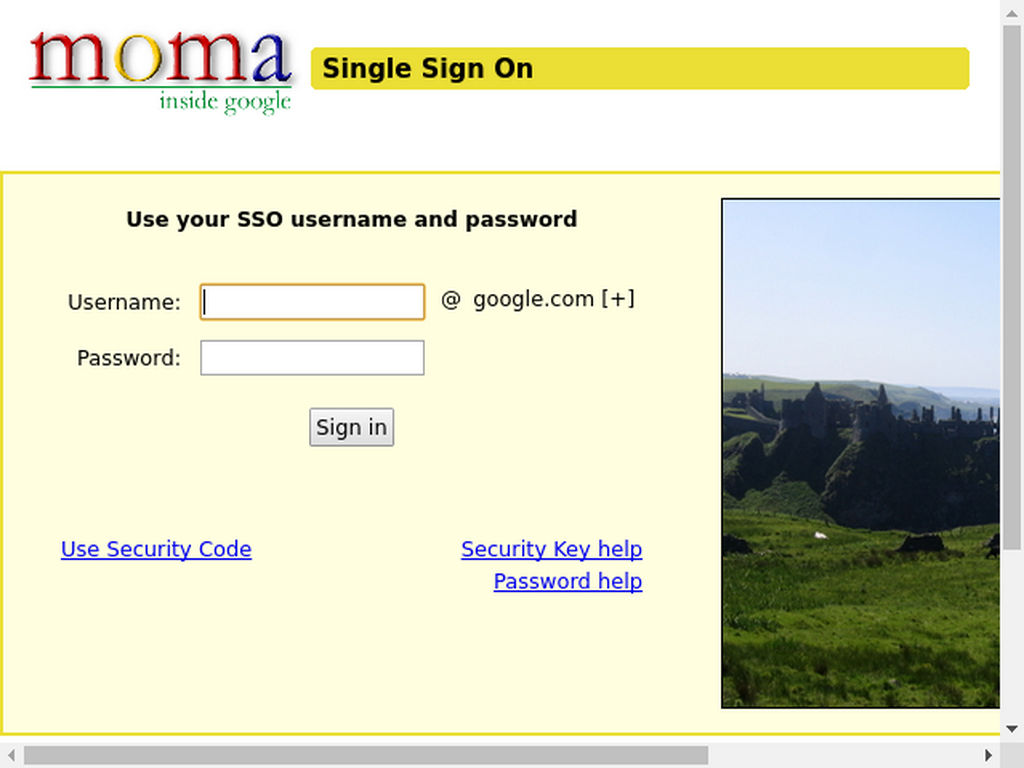 moma
inside google
Single Sign On
Use your SSO username and password
Username:
@ google.com [+]
Password:
Sign in
Use Security Code
Security Key help
Password help